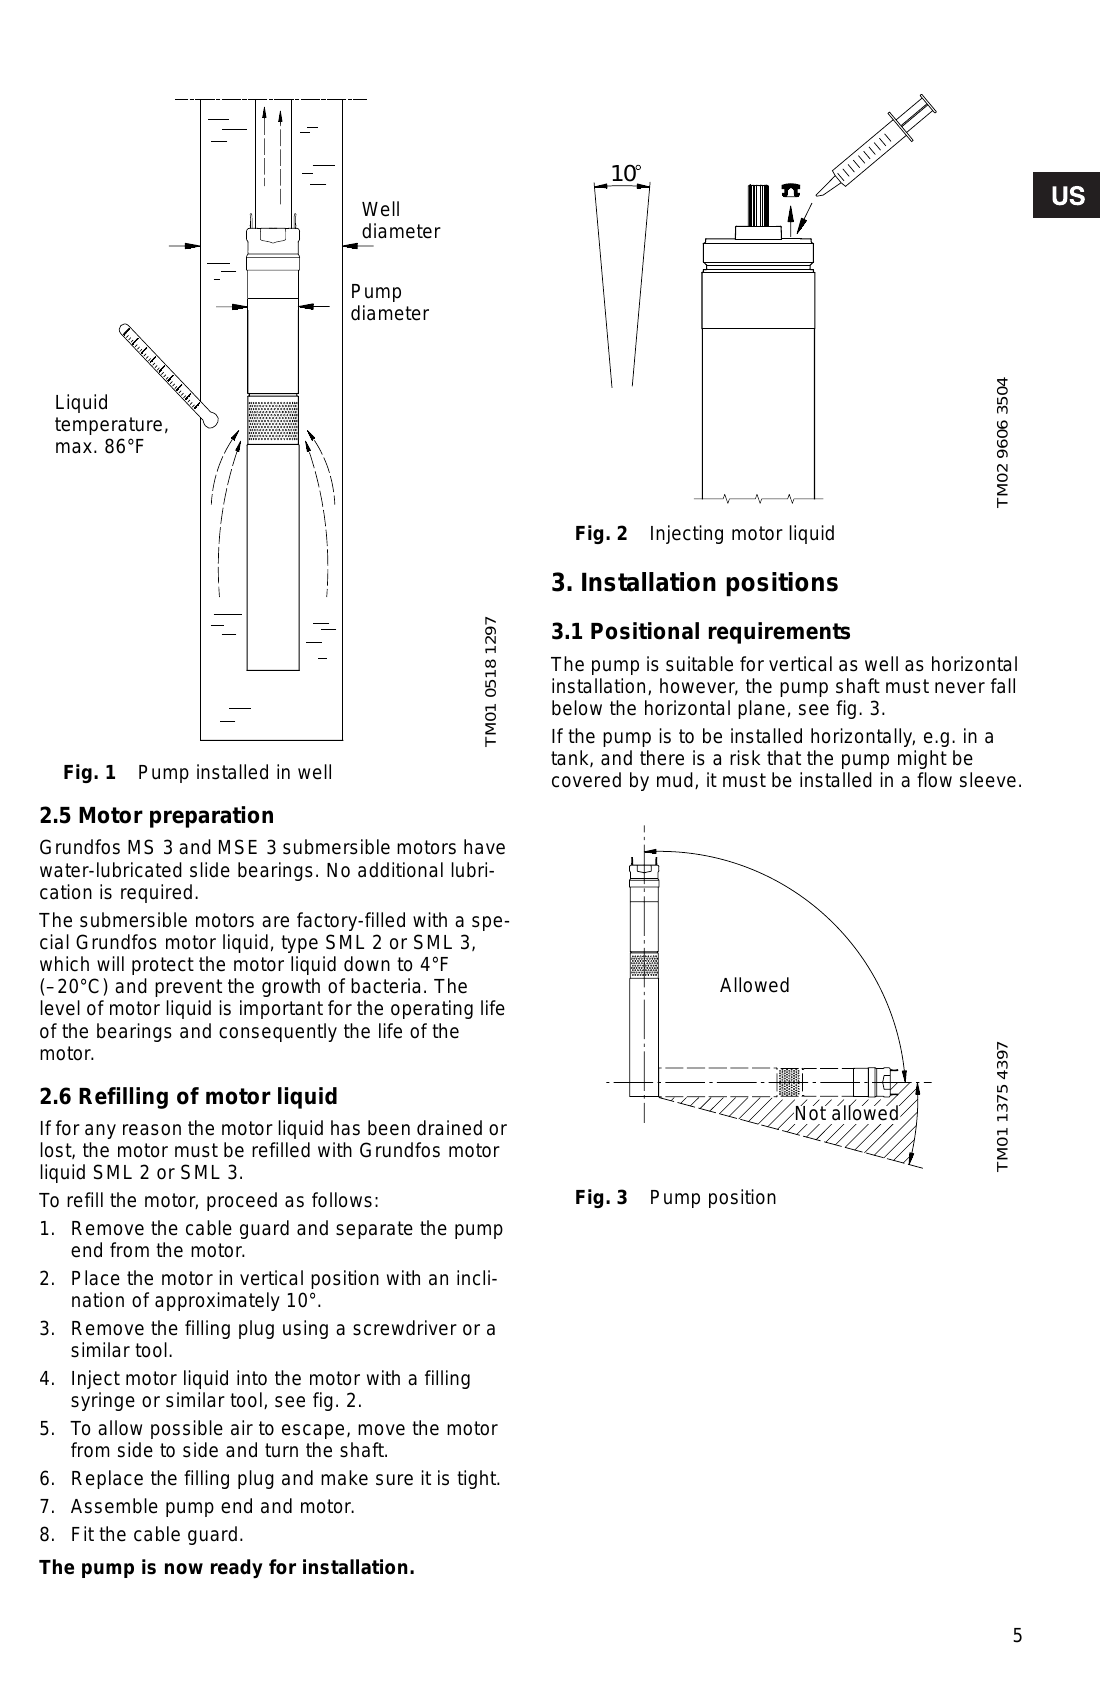 Well
diameter
Pump
diameter
Liquid
temperature,
max. 86°F
TM01 0518 1297
Fig. 1 Pump installed in well
2.5 Motor preparation
Grundfos MS 3 and MSE 3 submersible motors have
water-lubricated slide bearings. No additional lubri-
cation is required.
The submersible motors are factory-filled with a spe-
cial Grundfos motor liquid, type SML 2 or SML 3,
which will protect the motor liquid down to 4°F
(–20°C) and prevent the growth of bacteria. The
level of motor liquid is important for the operating life
of the bearings and consequently the life of the
motor.
2.6 Refilling of motor liquid
If for any reason the motor liquid has been drained or
lost, the motor must be refilled with Grundfos motor
liquid SML 2 or SML 3.
To refill the motor, proceed as follows:
1. Remove the cable guard and separate the pump
end from the motor.
2. Place the motor in vertical position with an incli-
nation of approximately 10°.
3. Remove the filling plug using a screwdriver or a
similar tool.
4. Inject motor liquid into the motor with a filling
syringe or similar tool, see fig. 2.
5. To allow possible air to escape, move the motor
from side to side and turn the shaft.
6. Replace the filling plug and make sure it is tight.
7. Assemble pump end and motor.
8. Fit the cable guard.
The pump is now ready for installation.
10°
US
TM02 9606 3504
Fig. 2 Injecting motor liquid
3. Installation positions
3.1 Positional requirements
The pump is suitable for vertical as well as horizontal
installation, however, the pump shaft must never fall
below the horizontal plane, see fig. 3.
If the pump is to be installed horizontally, e.g. in a
tank, and there is a risk that the pump might be
covered by mud, it must be installed in a flow sleeve.
Allowed
Not allowed
TM01 1375 4397
Fig. 3 Pump position
5